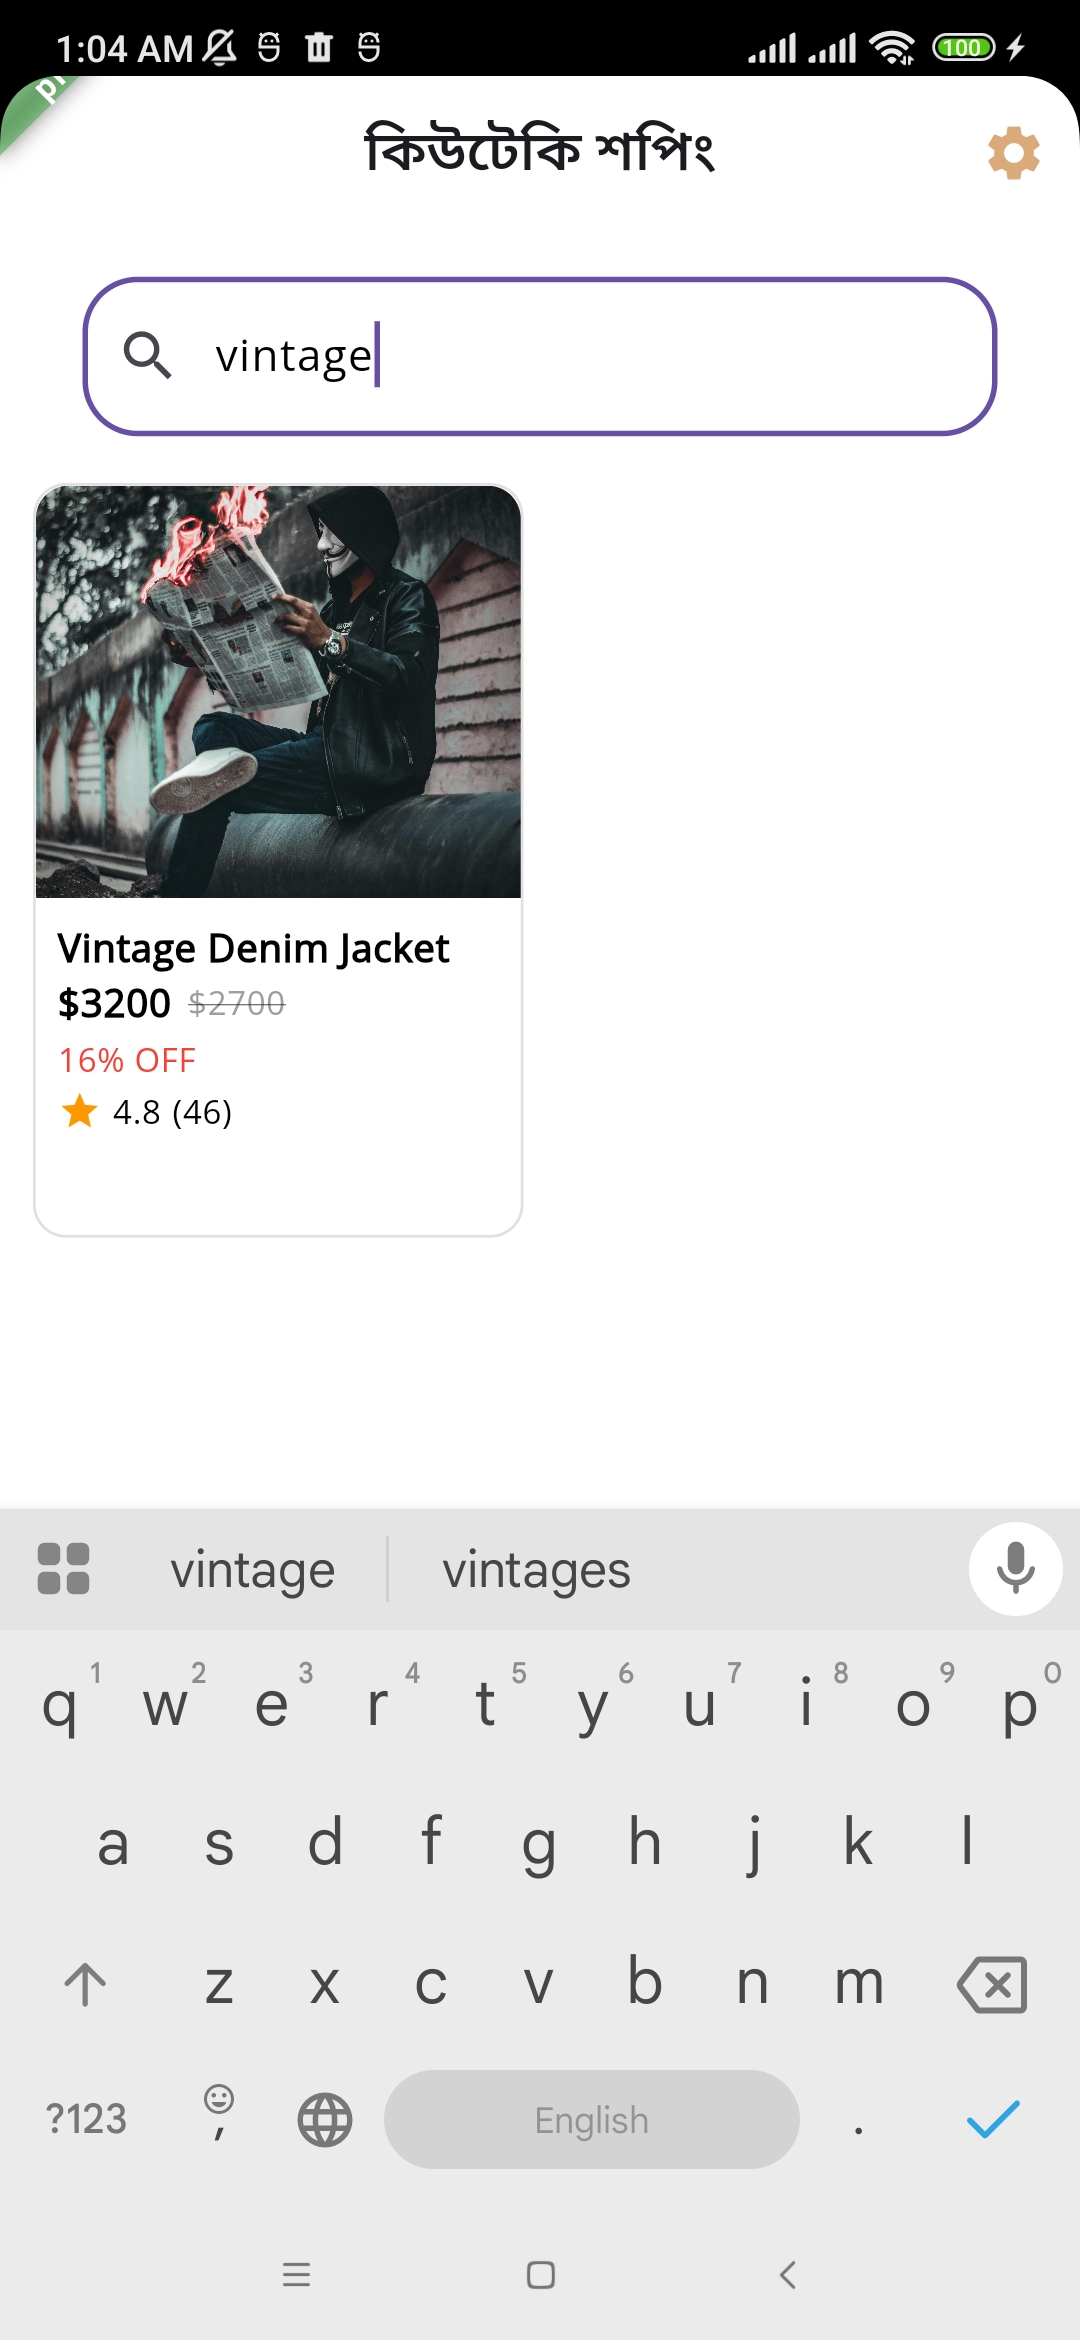 1:04 AM
100
কিউটেকি শপিং
vintage
Vintage Denim Jacket
$3200 $2700
16% OFF
4.8 (46)
vintage vintages
1 2 3 4 5 6 7 8 9 0
q w e r t y u i o p
a s d f g h j k l
z x c v b n m
?123 , English .